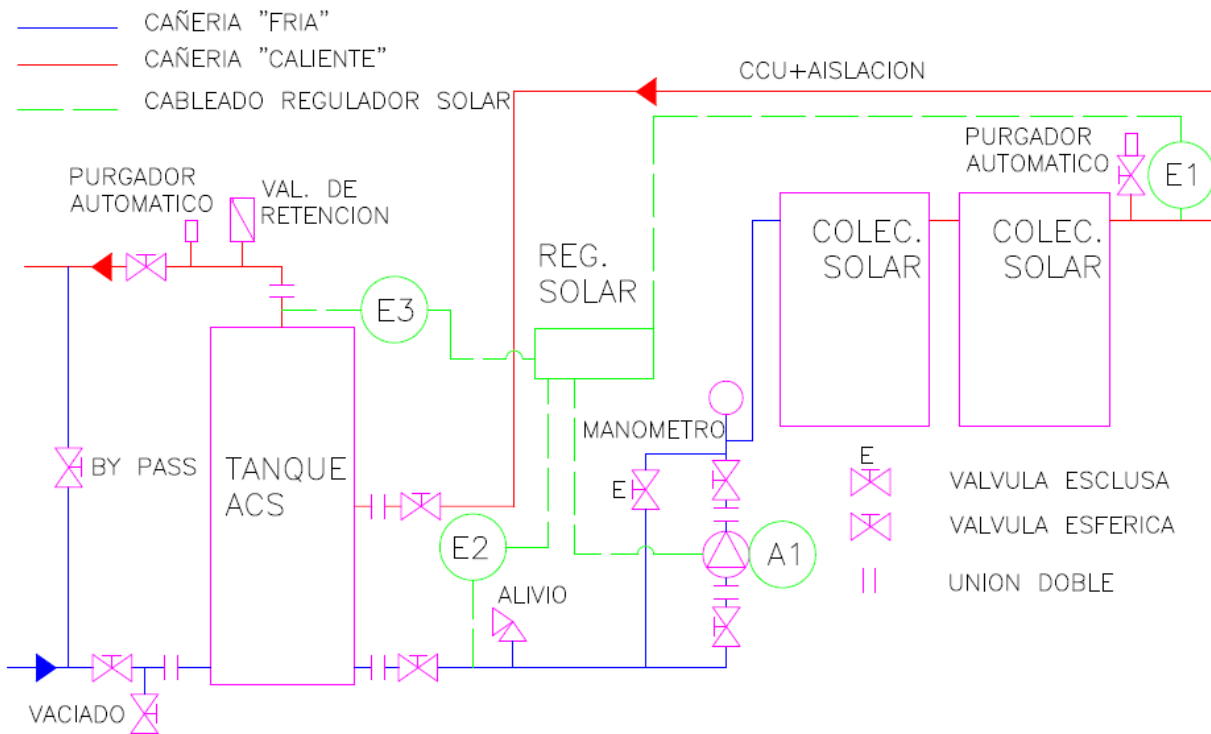 CAÑERIA "FRIA"
CAÑERIA "CALIENTE"
CABLEADO REGULADOR SOLAR
CCU+AISLACION
PURGADOR
AUTOMATICO
E1
PURGADOR
AUTOMATICO
VAL. DE
RETENCION
COLEC.
SOLAR
COLEC.
SOLAR
REG.
SOLAR
E3
MANOMETRO
BY PASS
TANQUE
ACS
E
E
VALVULA ESCLUSA
VALVULA ESFERICA
E2
A1
UNION DOBLE
ALIVIO
VACIADO